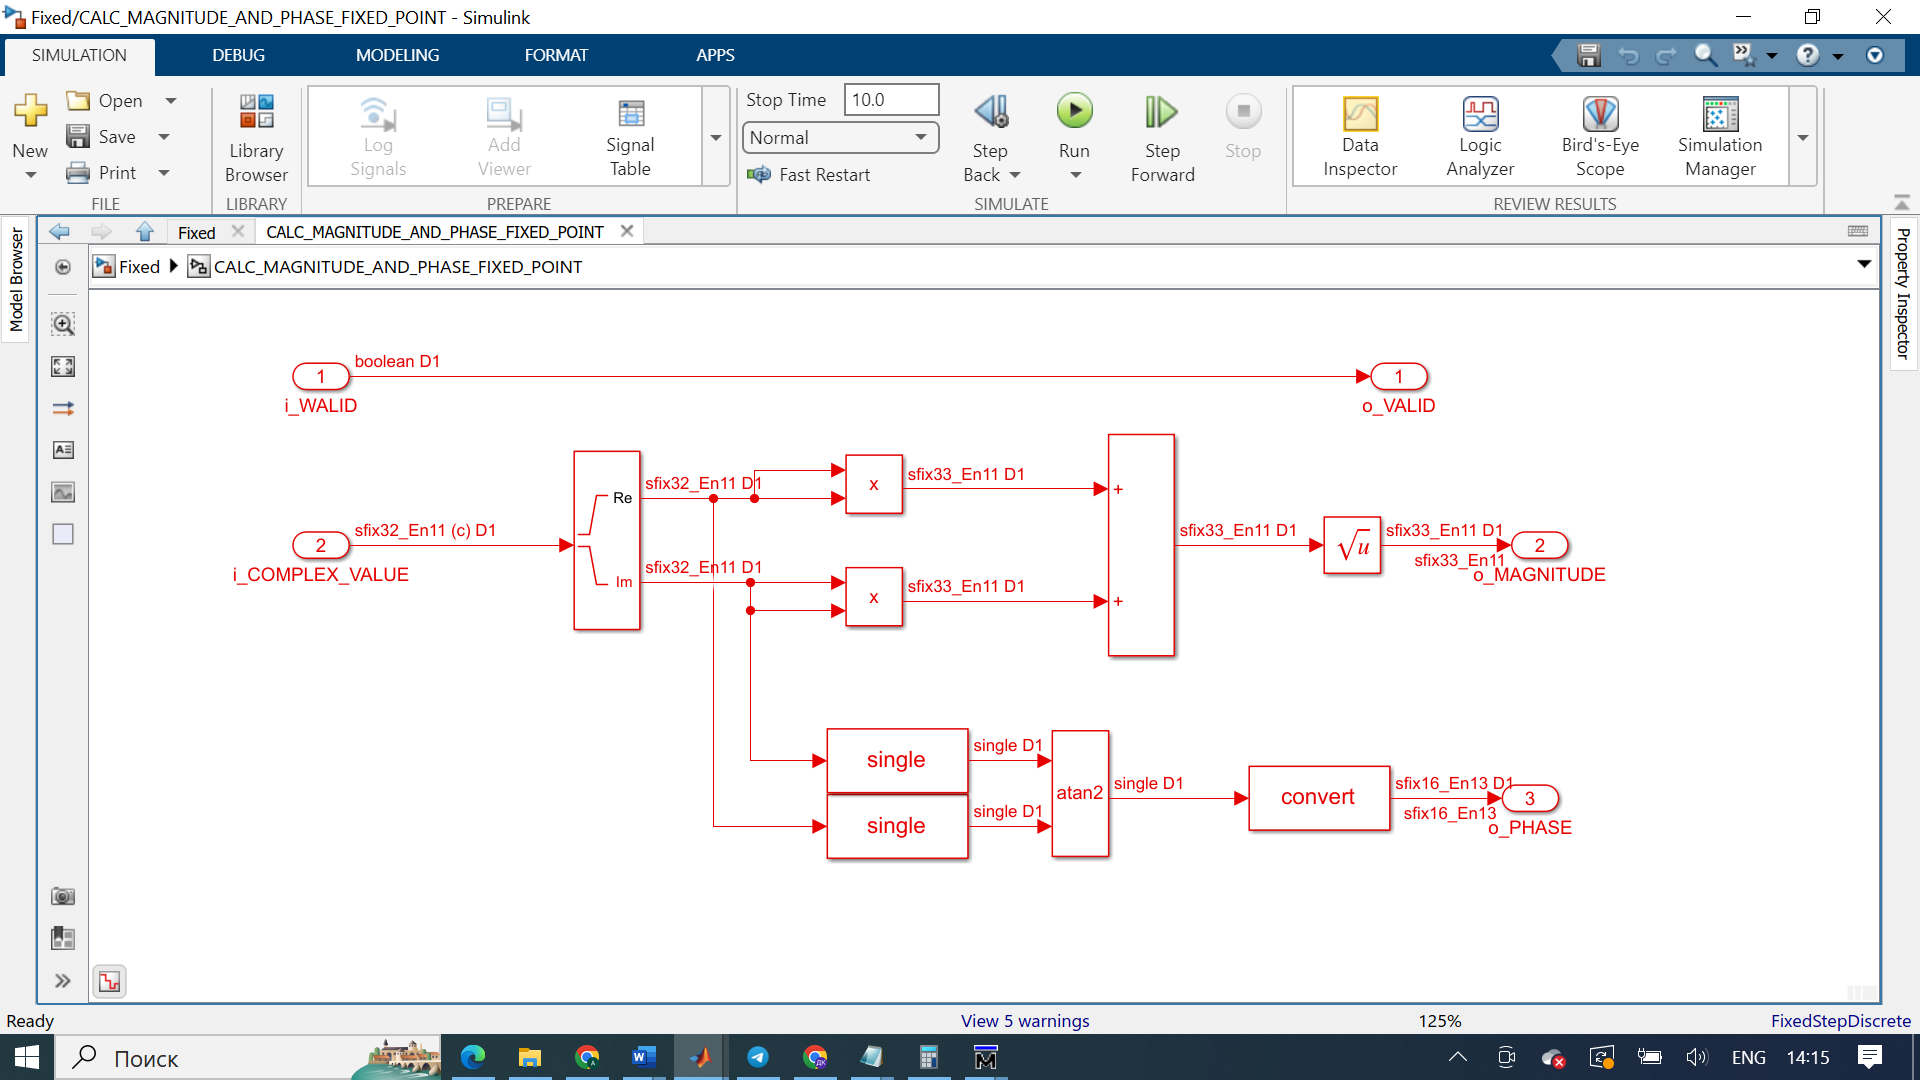 Fixed/CALC_MAGNITUDE_AND_PHASE_FIXED_POINT - Simulink
SIMULATION DEBUG MODELING FORMAT APPS
New
Open
Save
Print
FILE
Library
Browser
LIBRARY
Log
Signals
Add
Viewer
Signal
Table
PREPARE
Stop Time 10.0
Normal
Fast Restart
Step
Back
Run
Step
Forward
Stop
SIMULATE
Data
Inspector
Logic
Analyzer
Bird's-Eye
Scope
Simulation
Manager
REVIEW RESULTS
Model Browser
Property Inspector
Fixed CALC_MAGNITUDE_AND_PHASE_FIXED_POINT
Fixed CALC_MAGNITUDE_AND_PHASE_FIXED_POINT
boolean D1
1
i_WALID
1
o_VALID
sfix32_En11 (c) D1
2
i_COMPLEX_VALUE
Re
Im
sfix32_En11 D1
sfix32_En11 D1
x
x
sfix33_En11 D1
sfix33_En11 D1
+
+
sfix33_En11 D1
√u
sfix33_En11 D1
sfix33_En11
2
o_MAGNITUDE
single
single
single D1
single D1
atan2
single D1
convert
sfix16_En13 D1
sfix16_En13
3
o_PHASE
Ready View 5 warnings 125% FixedStepDiscrete
Поиск
ENG 14:15